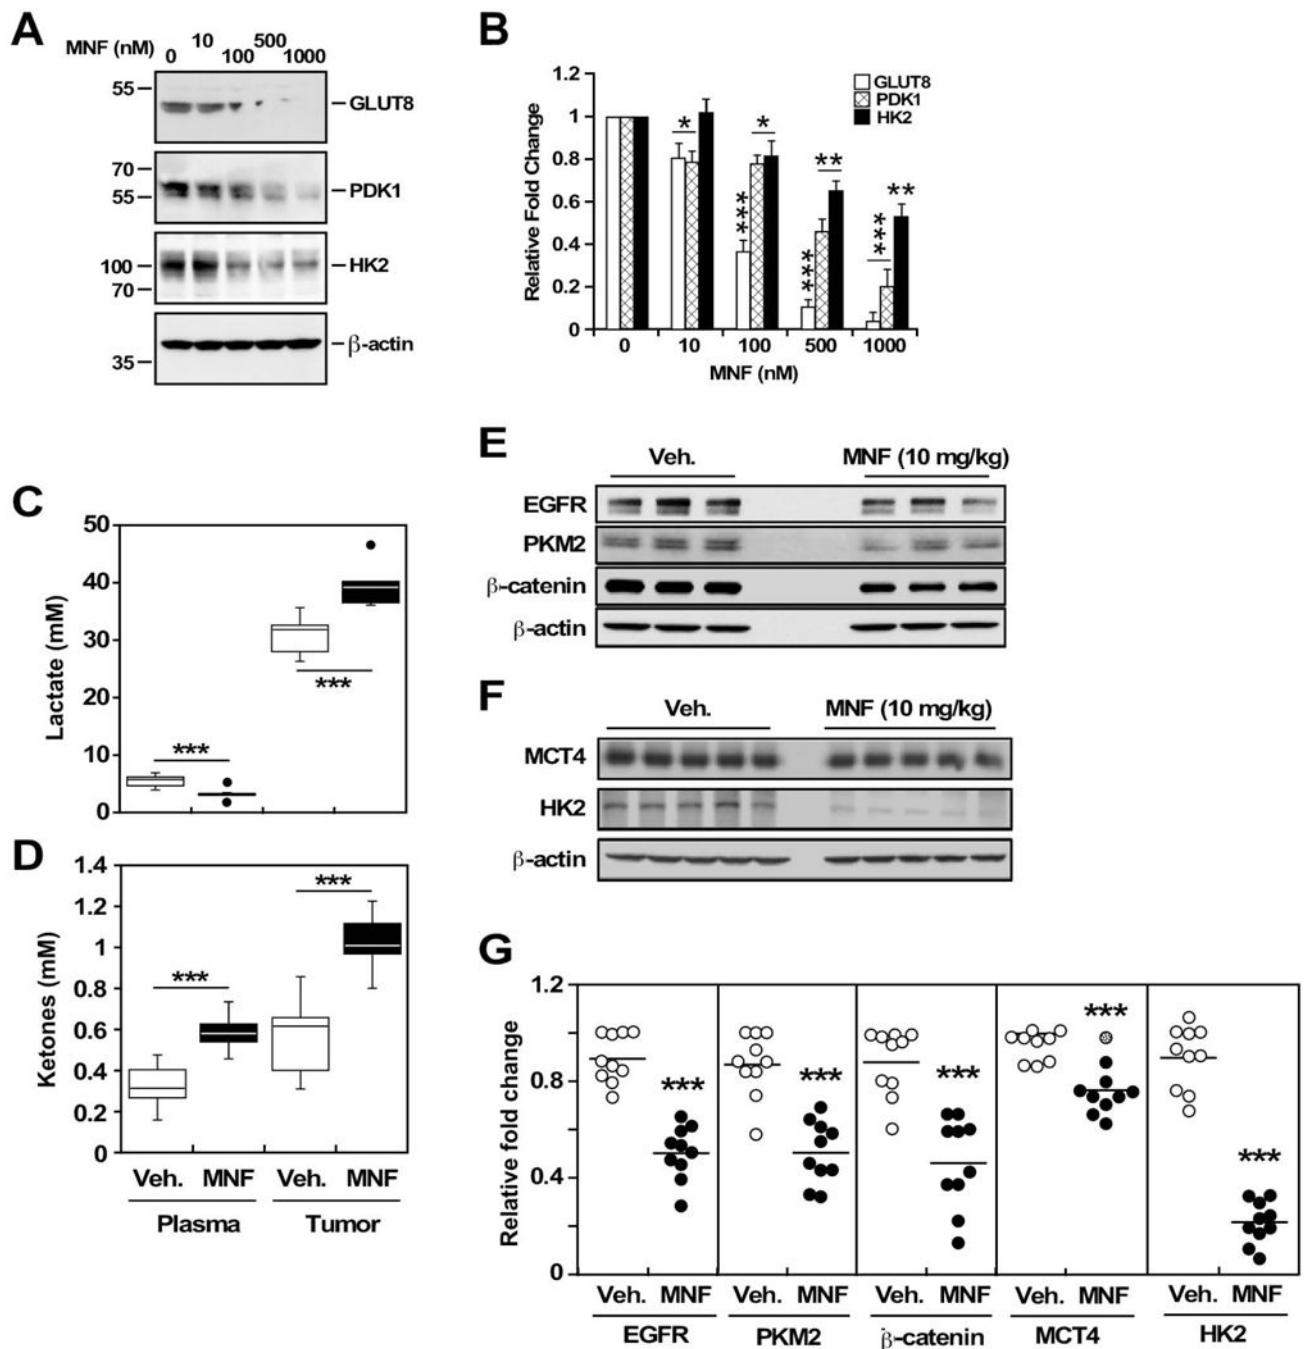 A
MNF (nM) 0 10 100 500 1000
55
GLUT8
70
55
PDK1
100
70
HK2
35
β-actin
B
1.2
1
0.8
0.6
0.4
0.2
0
Relative Fold Change
GLUT8
PDK1
HK2
* * ** **
*** *** ***
0 10 100 500 1000
MNF (nM)
C
50
40
30
20
10
0
Lactate (mM)
***
***
D
1.4
1.2
1
0.8
0.6
0.4
0.2
0
Ketones (mM)
***
***
Veh. MNF Veh. MNF
Plasma Tumor
E
Veh. MNF (10 mg/kg)
EGFR
PKM2
β-catenin
β-actin
F
Veh. MNF (10 mg/kg)
MCT4
HK2
β-actin
G
1.2
0.8
0.4
0
Relative fold change
*** *** *** *** ***
Veh. MNF Veh. MNF Veh. MNF Veh. MNF Veh. MNF
EGFR PKM2 β-catenin MCT4 HK2